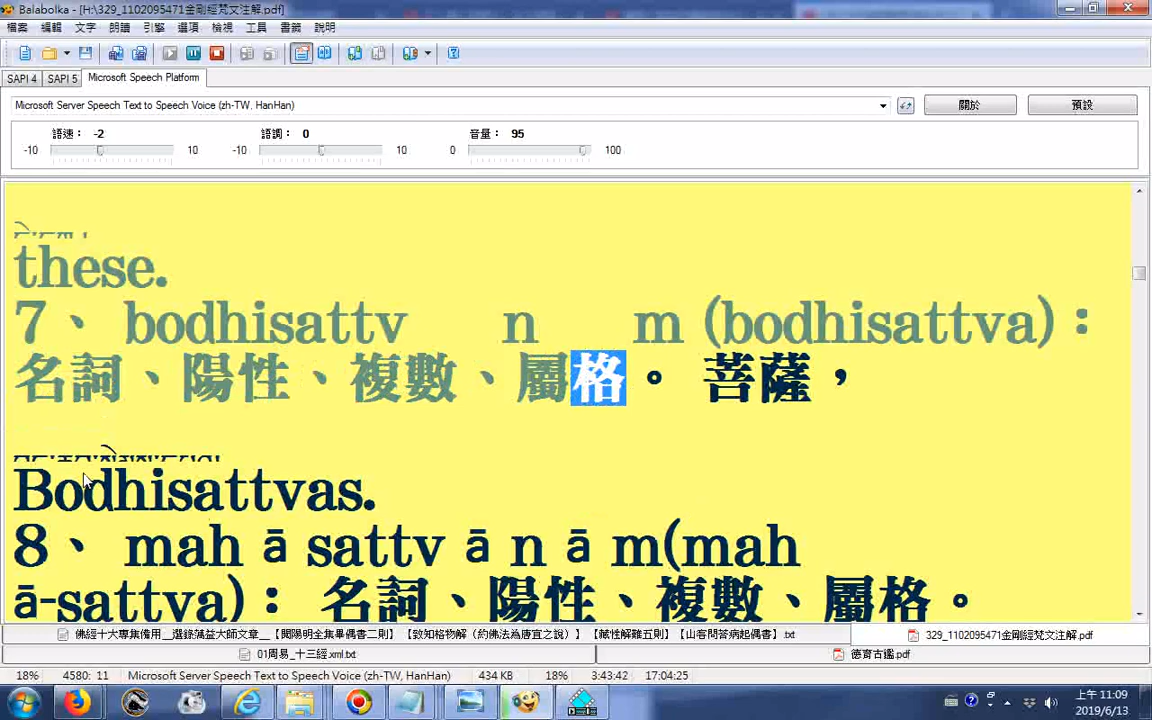 Balabolka - [H:\329_1102095471金剛經梵文注解.pdf]
檔案 編輯 文字 朗讀 引擎 選項 檢視 工具 書籤 說明
SAPI 4 SAPI 5 Microsoft Speech Platform
Microsoft Server Speech Text to Speech Voice (zh-TW, HanHan)
關於 預設
語速： -2 語調： 0 音量： 95
-10 10 -10 10 0 100
these.
7、 bodhisattv n m (bodhisattva)：
名詞、陽性、複數、屬格。 菩薩，
Bodhisattvas.
8、 mah ā sattv ā n ā m(mah
ā-sattva)： 名詞、陽性、複數、屬格。
佛經十大專集備用__選錄蕅益大師文章__【閱陽明全集畢偶書二則】【致知格物解（約佛法為唐宜之說）】【緘性解難五則】【山客問答病起偶書】.txt
329_1102095471金剛經梵文注解.pdf
01周易_十三經.xml.txt
德育古鑑.pdf
18% 4580: 11 Microsoft Server Speech Text to Speech Voice (zh-TW, HanHan) 434 KB 18% 3:43:42 17:04:25
上午 11:09
2019/6/13